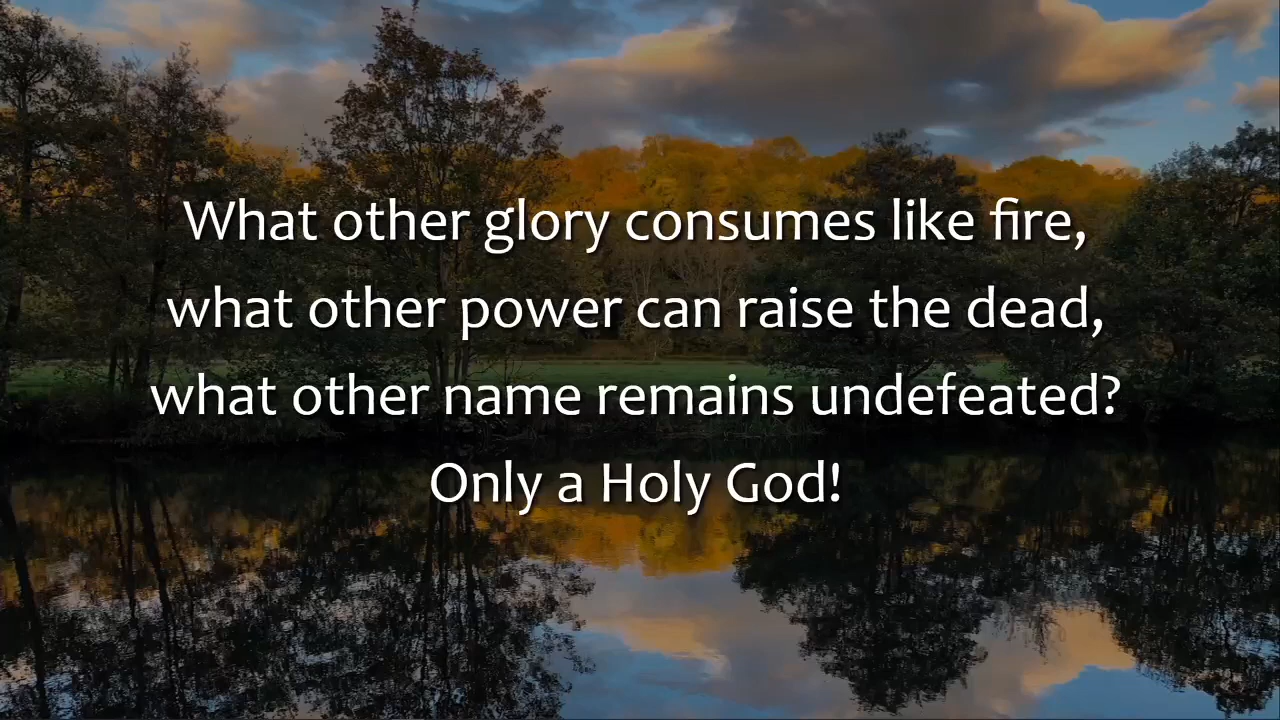 What other glory consumes like fire,
what other power can raise the dead,
what other name remains undefeated?
Only a Holy God!